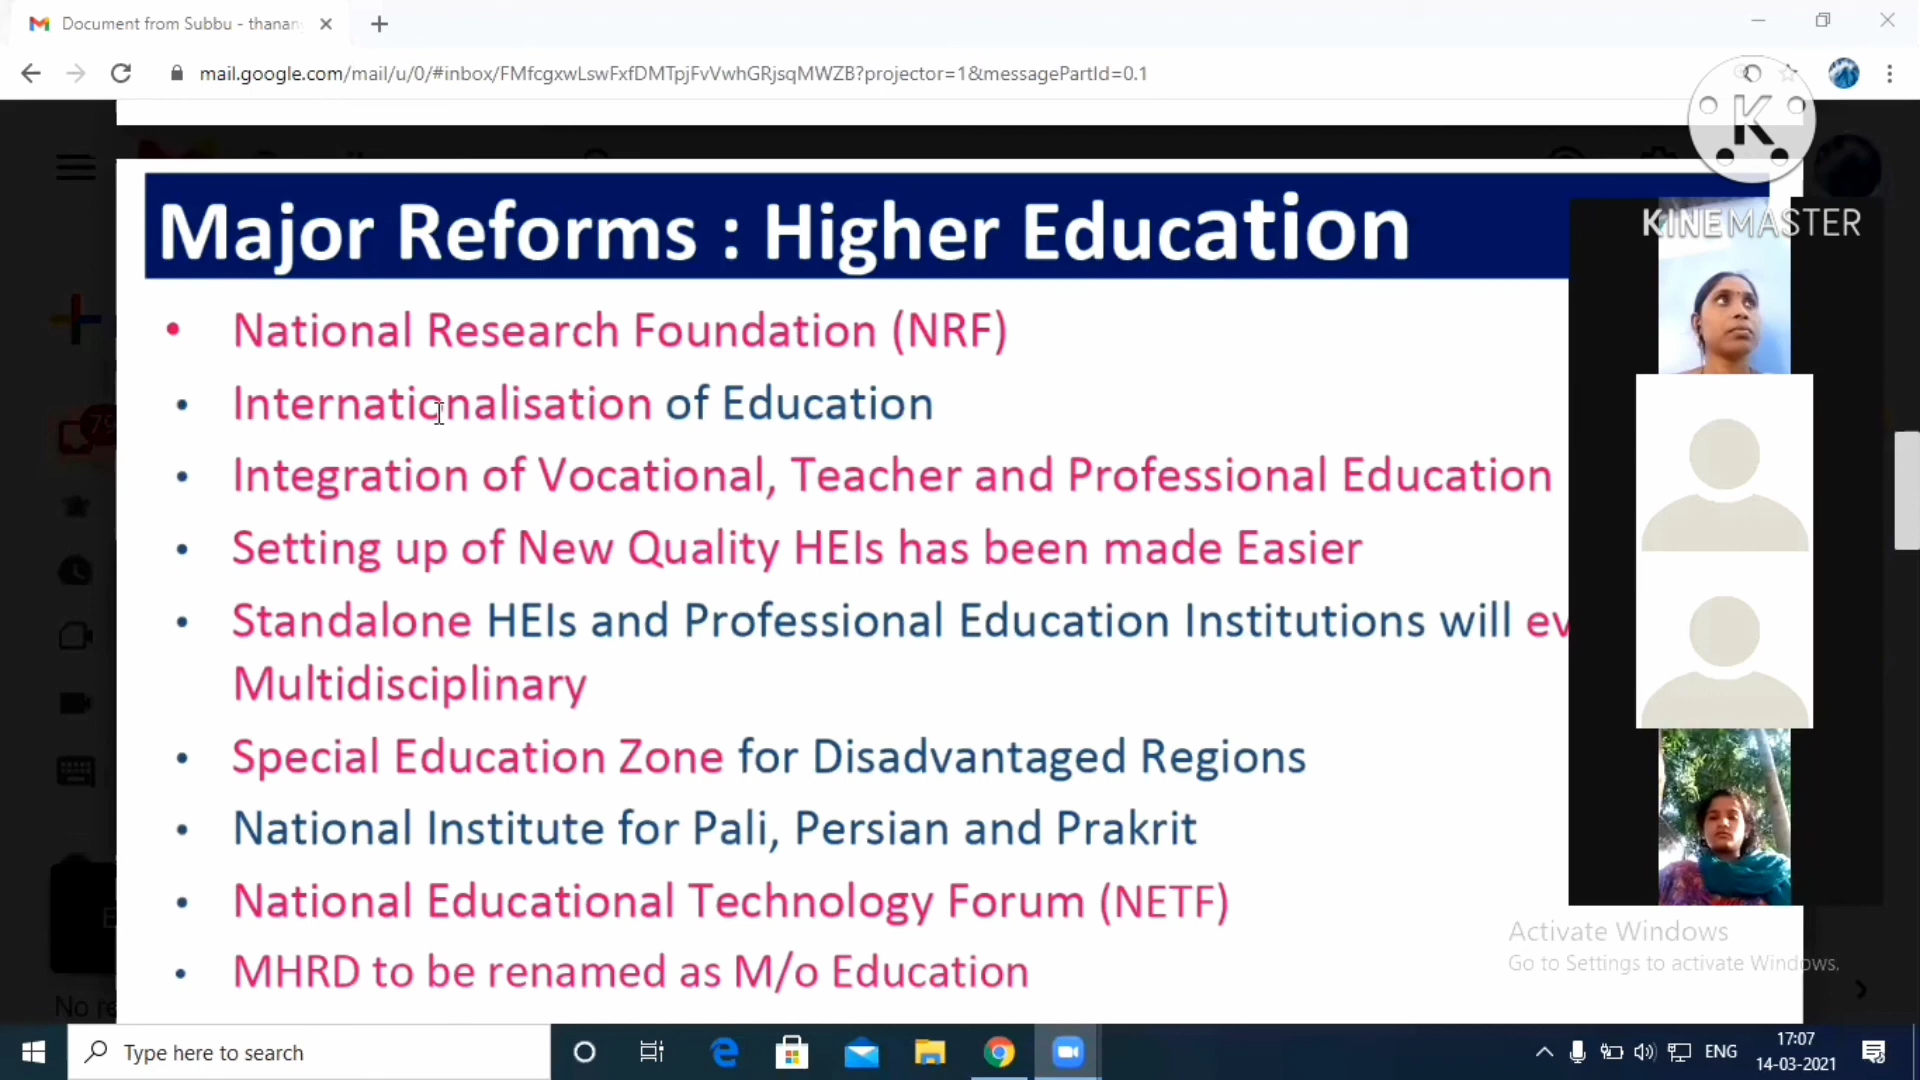 Document from Subbu - thanan
mail.google.com/mail/u/0/#inbox/FMfcgxwLswFxfDMTpjFvVwhGRjsqMWZB?projector=1&messagePartId=0.1
K
KINEMASTER
Major Reforms : Higher Education
• National Research Foundation (NRF)
• Internationalisation of Education
• Integration of Vocational, Teacher and Professional Education
• Setting up of New Quality HEIs has been made Easier
• Standalone HEIs and Professional Education Institutions will ev
Multidisciplinary
• Special Education Zone for Disadvantaged Regions
• National Institute for Pali, Persian and Prakrit
• National Educational Technology Forum (NETF)
• MHRD to be renamed as M/o Education
79
No re
Activate Windows
Go to Settings to activate Windows.
Type here to search
ENG
17:07
14-03-2021